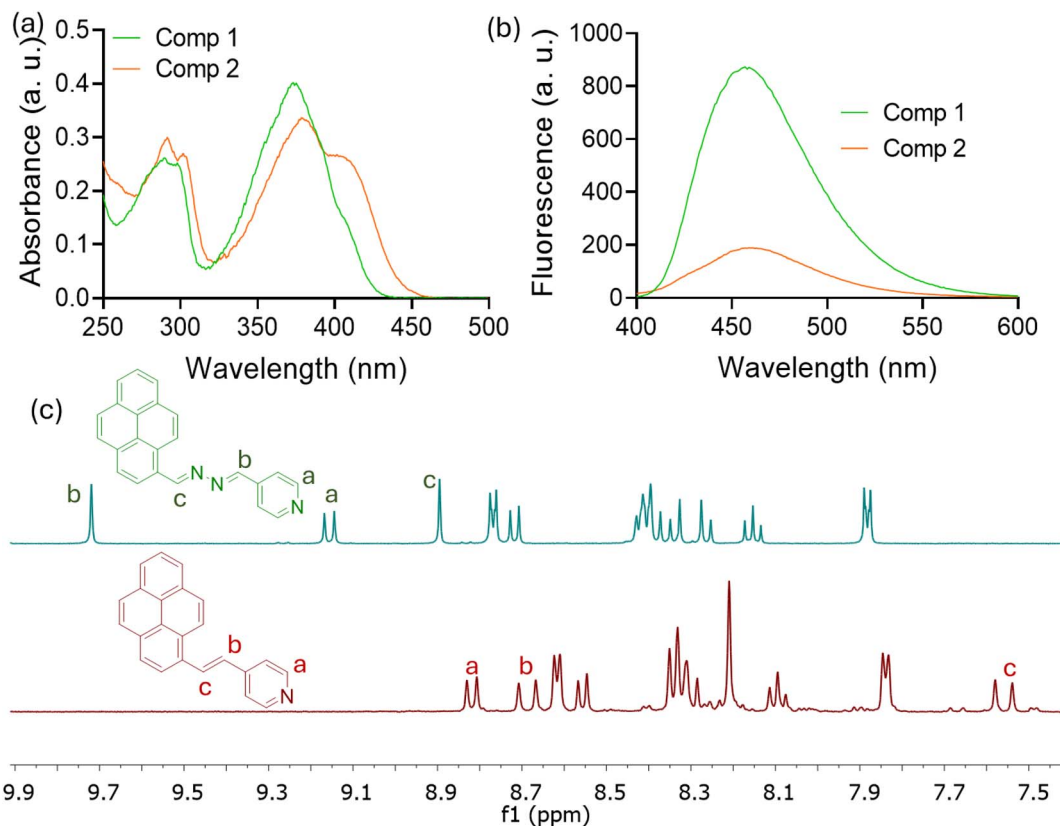 (a)
Absorbance (a. u.)
0.5
0.4
0.3
0.2
0.1
0.0
Comp 1
Comp 2
250 300 350 400 450 500
Wavelength (nm)
(b)
Fluorescence (a. u.)
1000
800
600
400
200
0
Comp 1
Comp 2
400 450 500 550 600
Wavelength (nm)
(c)
N
N
b
a
c
N
b
a
c
b
a
c
N
a
b
c
9.9 9.7 9.5 9.3 9.1 8.9 8.7 8.5 8.3 8.1 7.9 7.7 7.5
f1 (ppm)